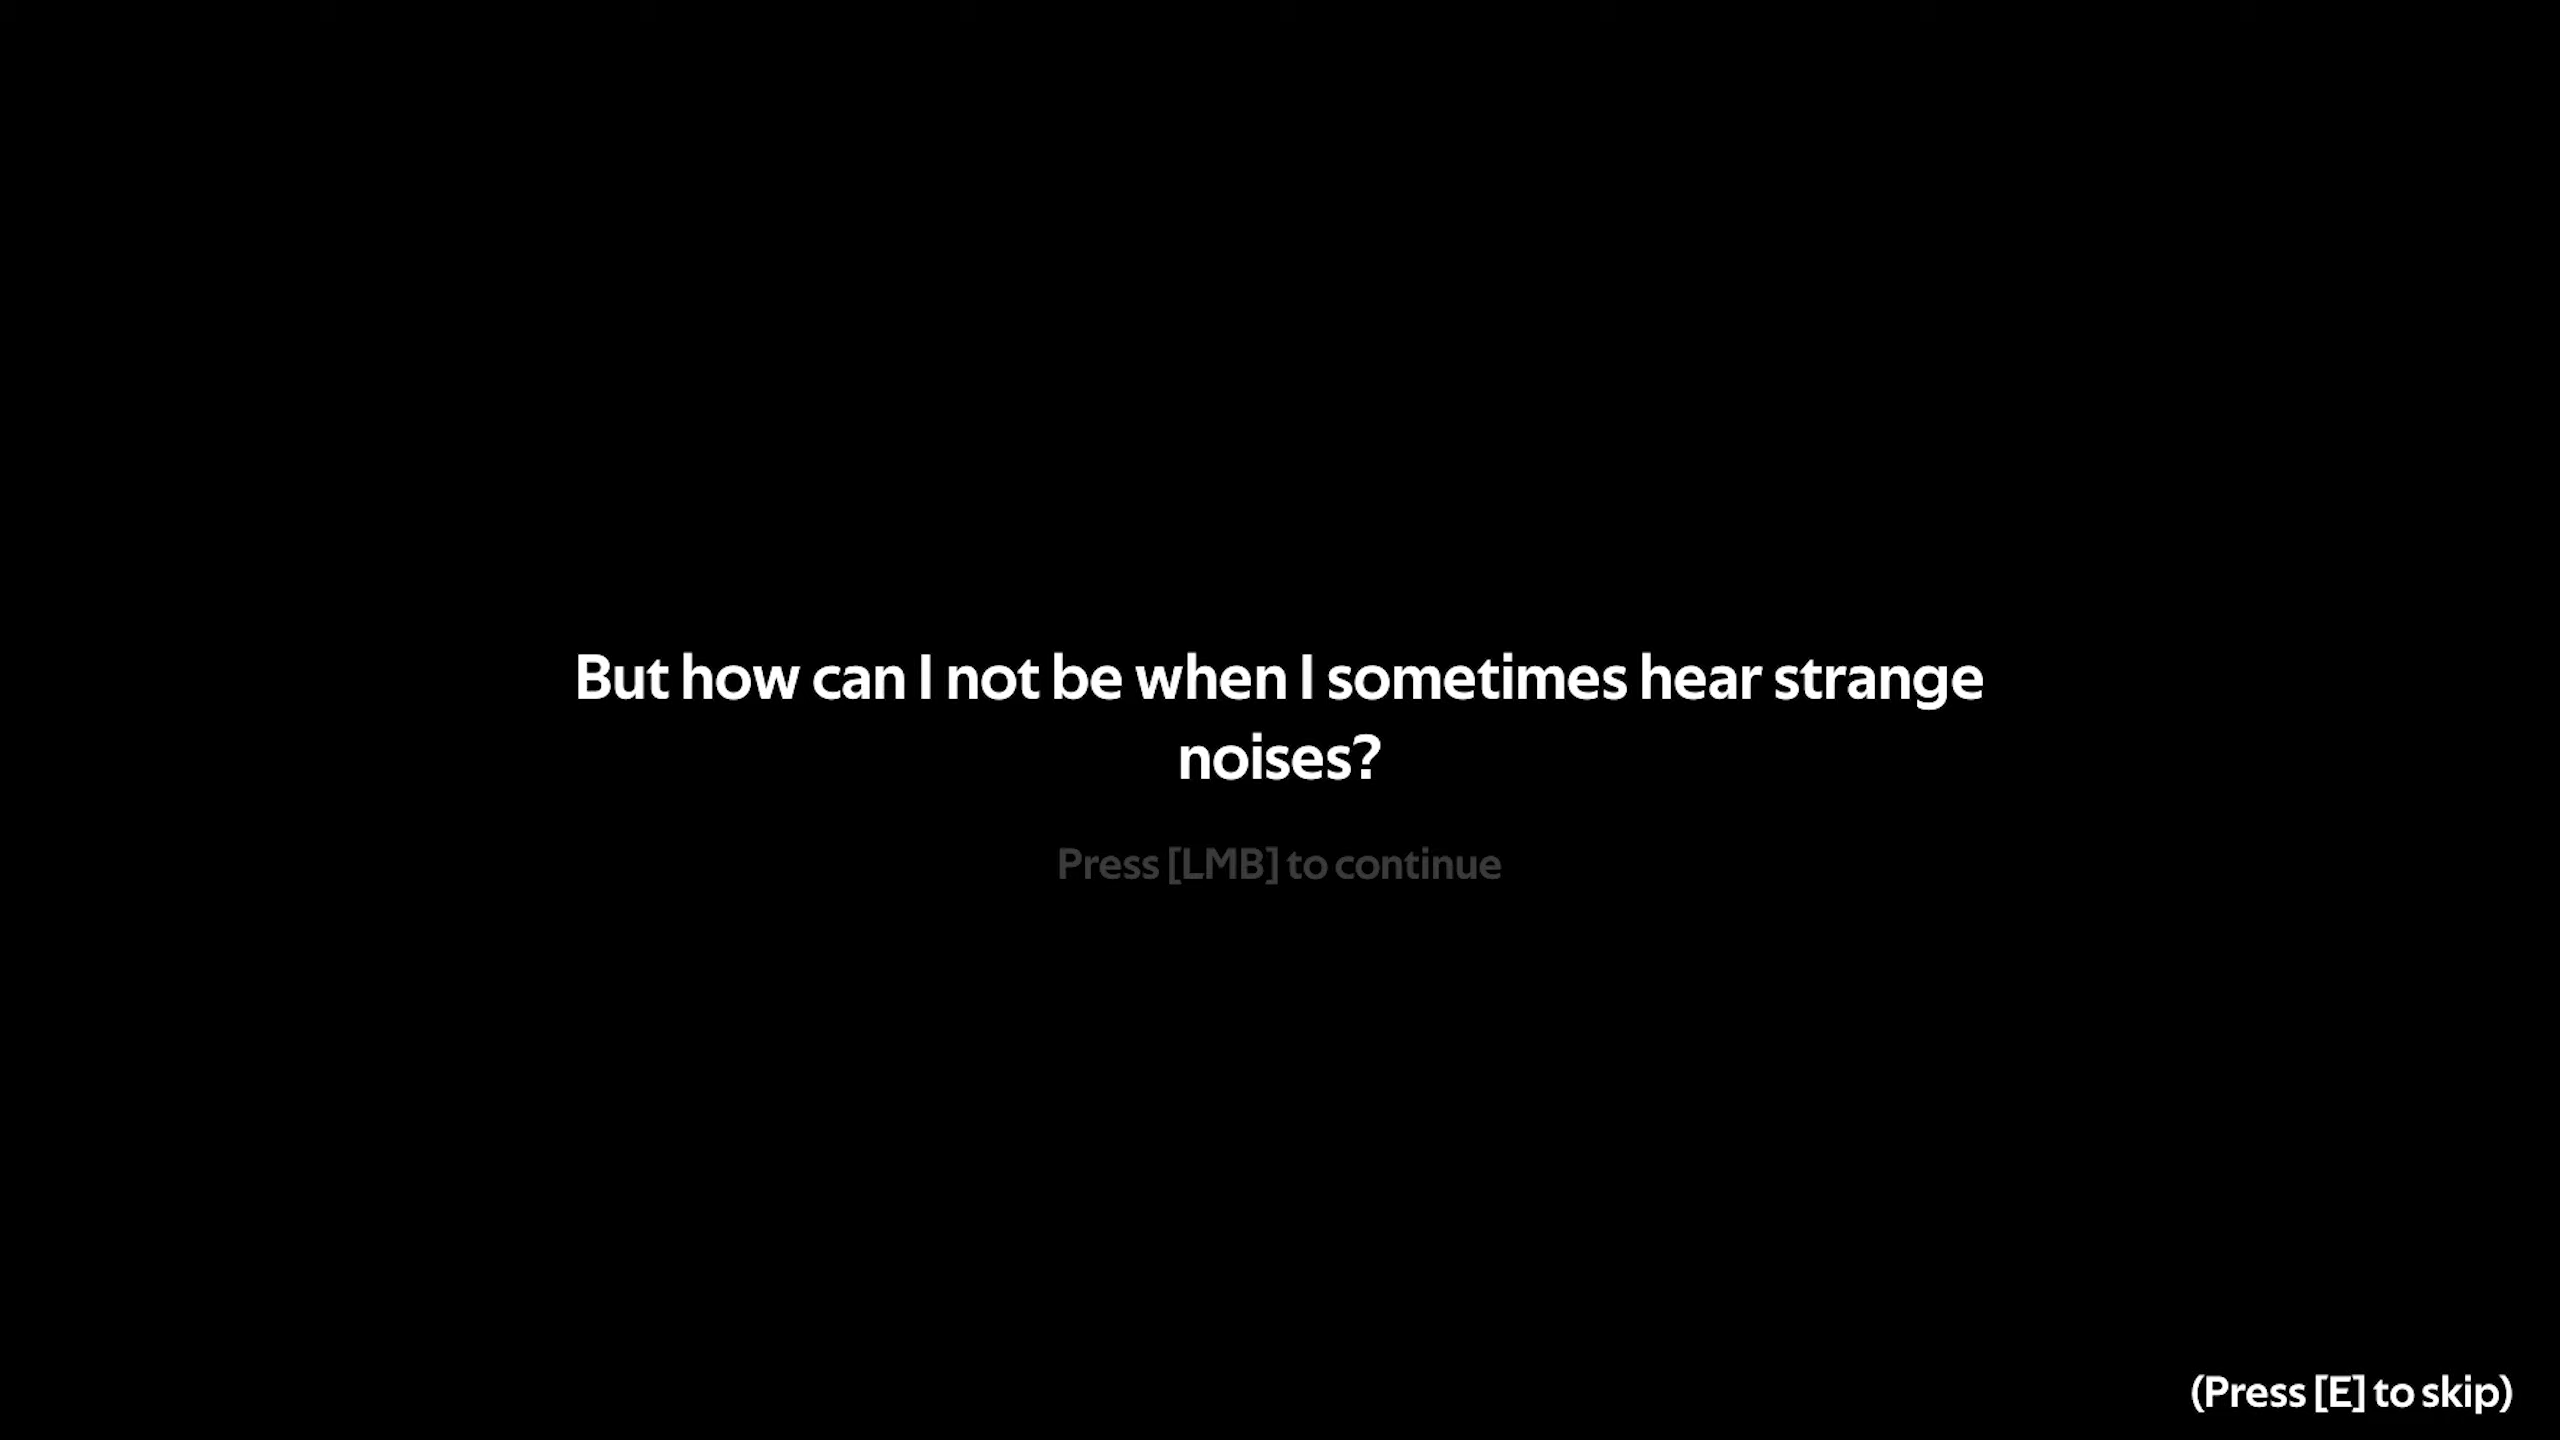 But how can I not be when I sometimes hear strange
noises?
Press [LMB] to continue
(Press [E] to skip)